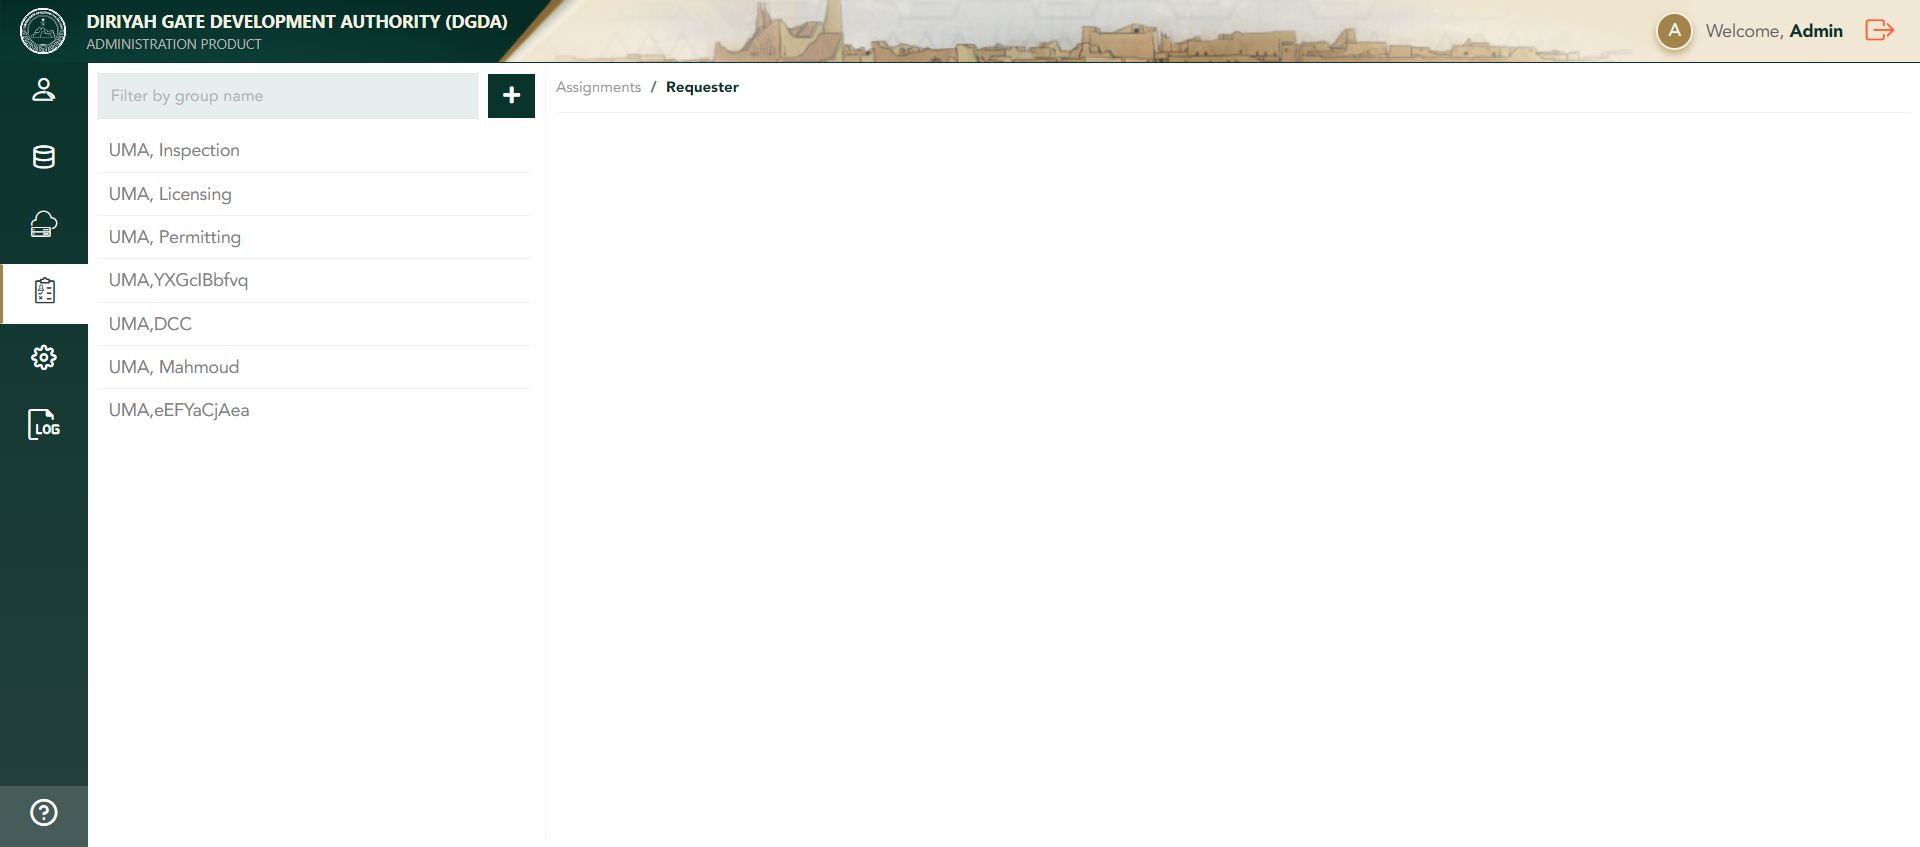 DIRIYAH GATE DEVELOPMENT AUTHORITY (DGDA)
ADMINISTRATION PRODUCT
A
Welcome, Admin
Filter by group name
Assignments / Requester
UMA, Inspection
UMA, Licensing
UMA, Permitting
UMA,YXGcIBbfvq
UMA,DCC
UMA, Mahmoud
UMA,eEFYaCjAea
LOG